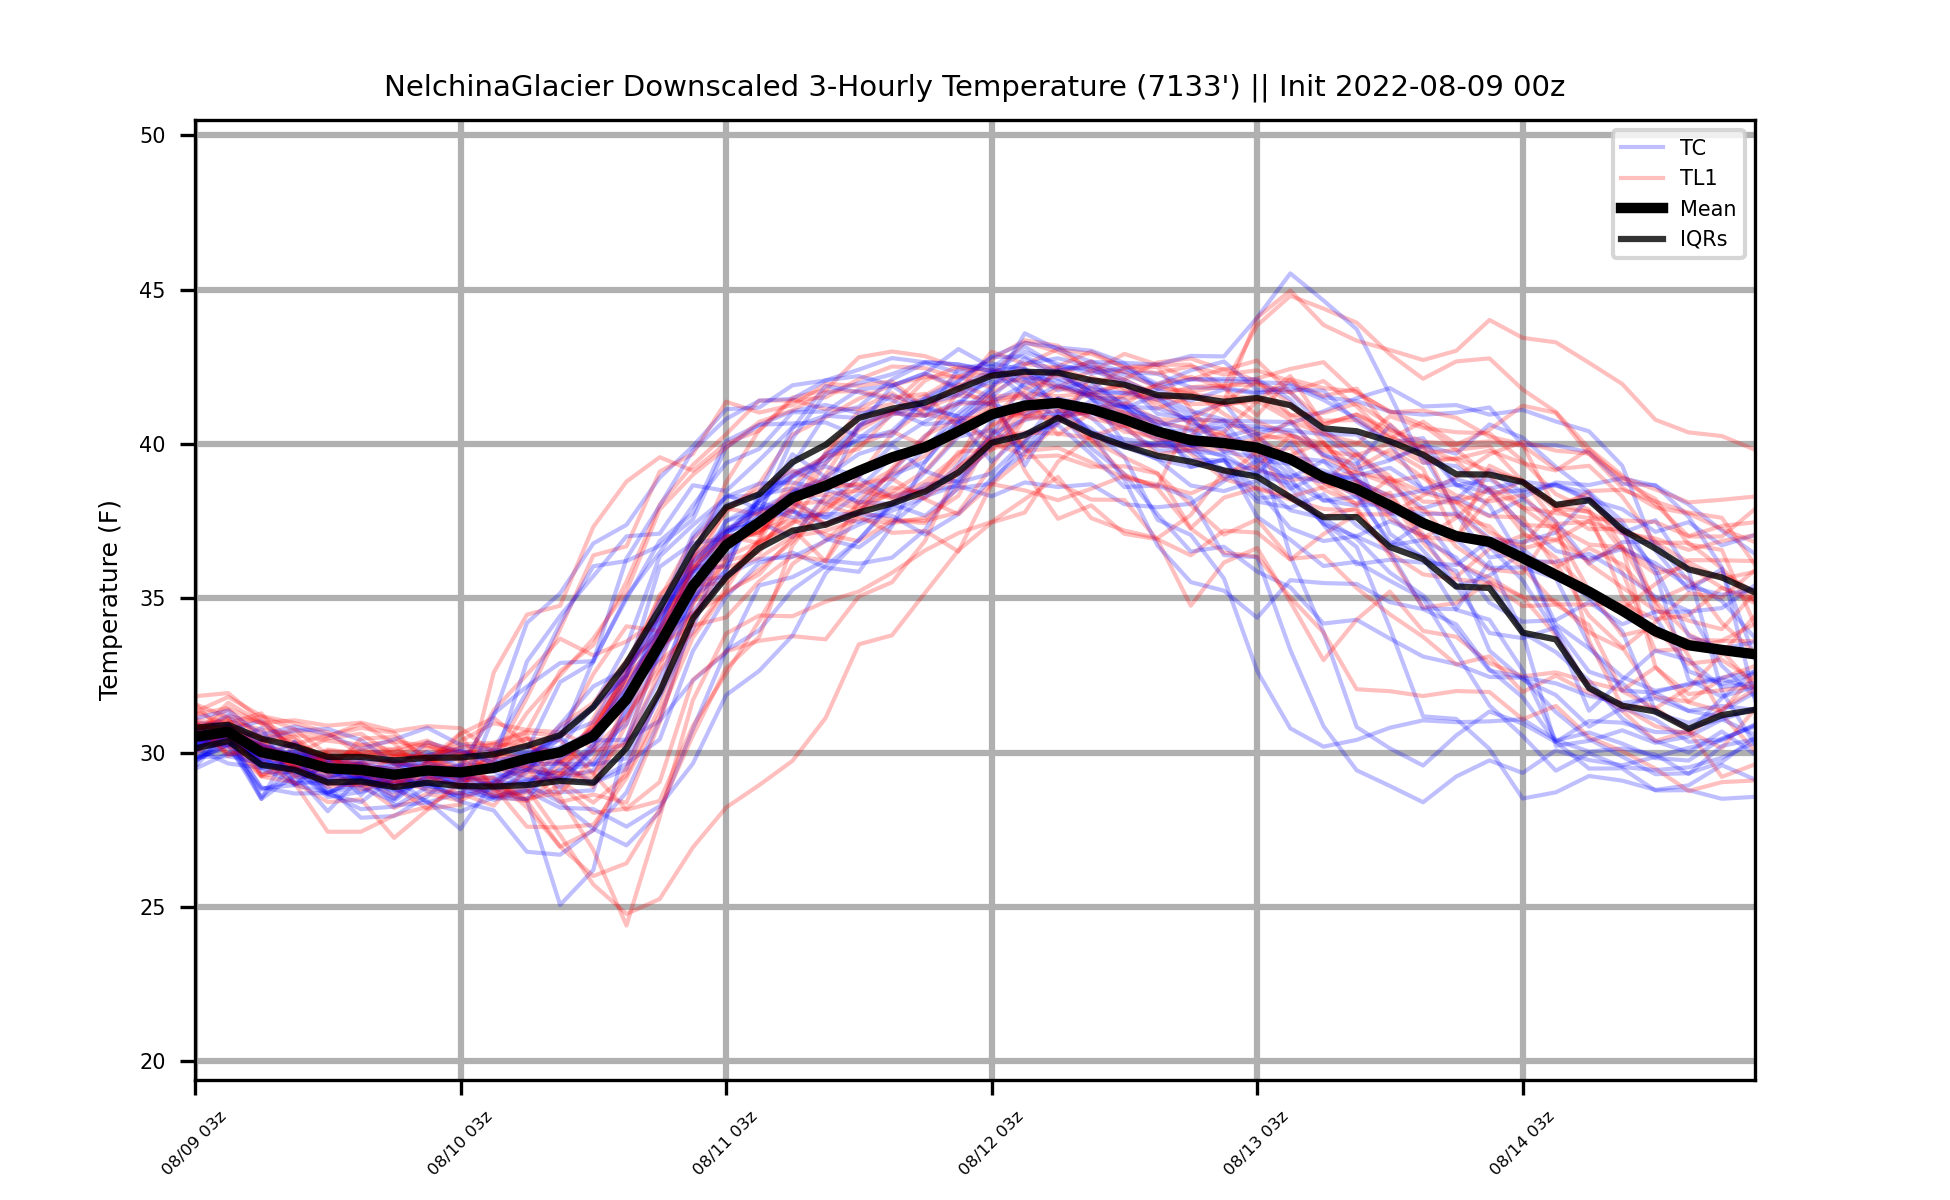 NelchinaGlacier Downscaled 3-Hourly Temperature (7133') || Init 2022-08-09 00z
TC
TL1
Mean
IQRs
Temperature (F)
50
45
40
35
30
25
20
08/09 03z
08/10 03z
08/11 03z
08/12 03z
08/13 03z
08/14 03z